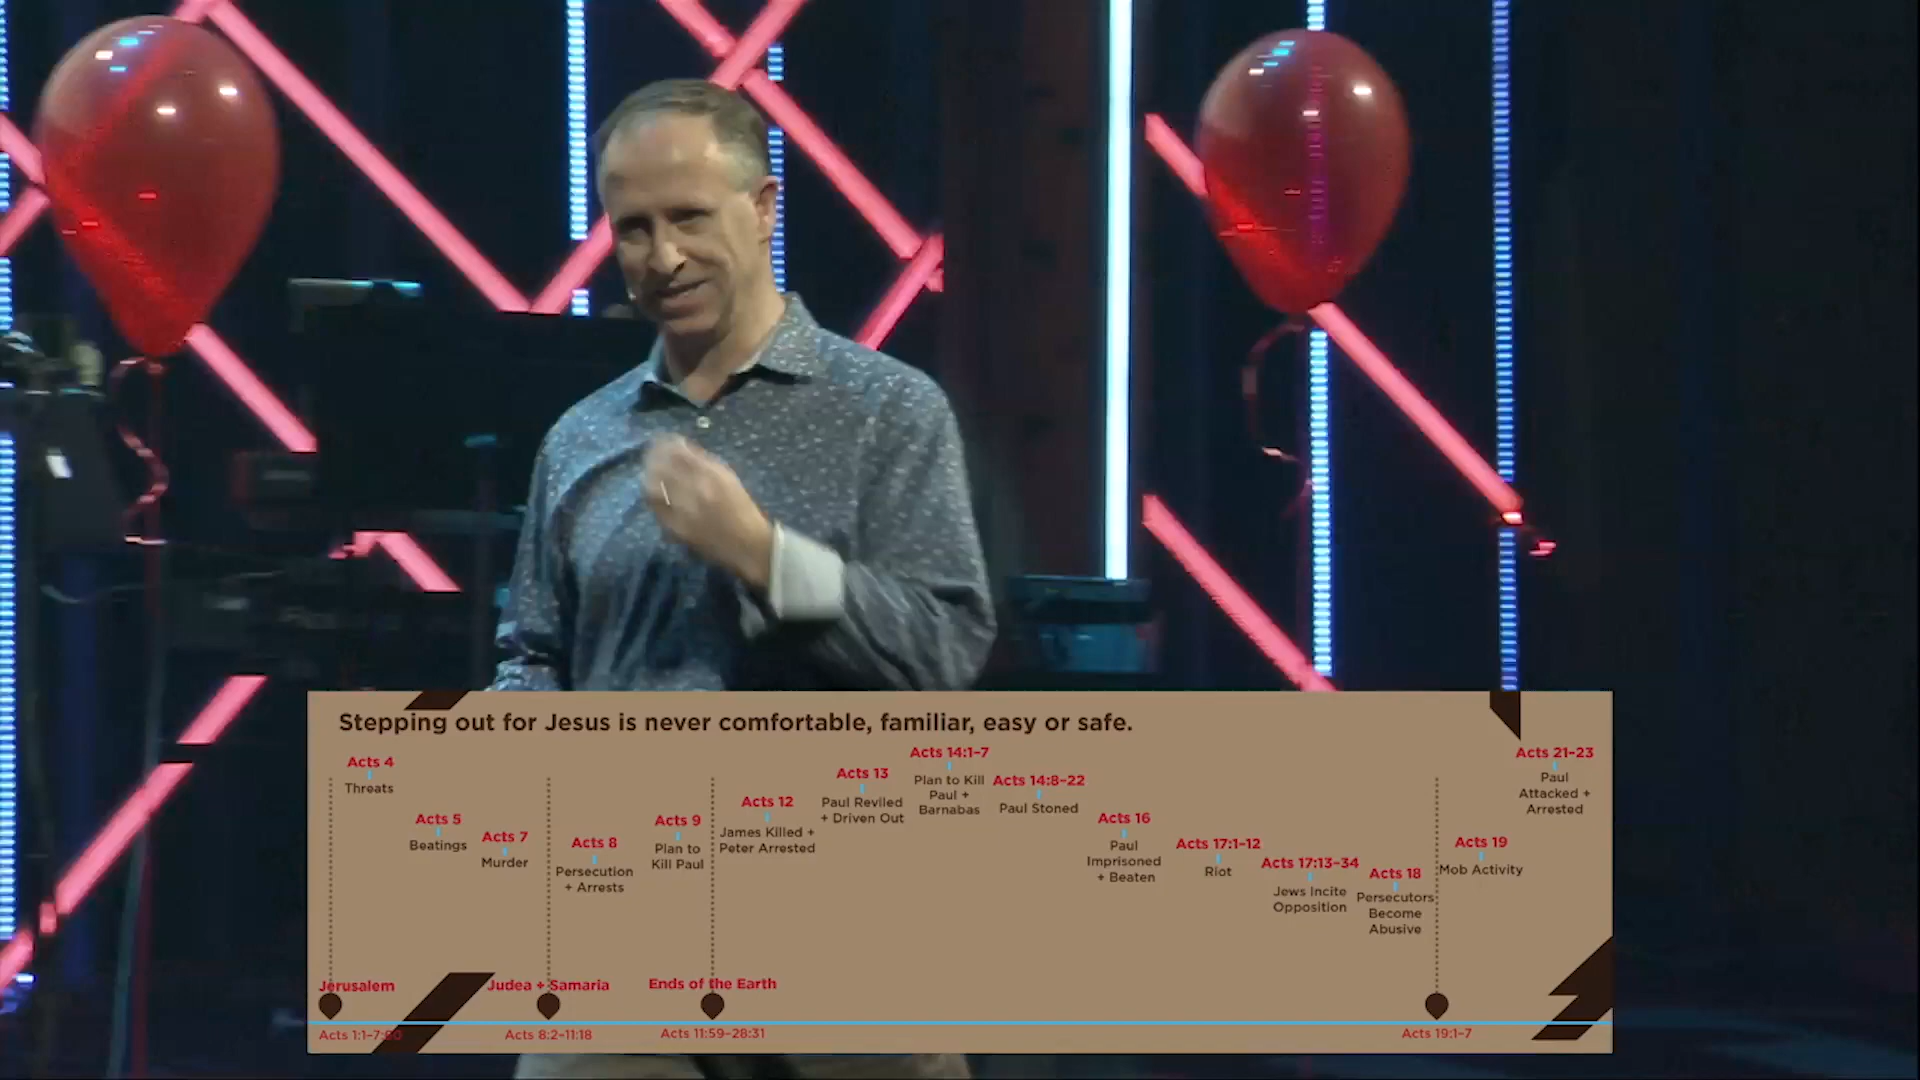 Stepping out for Jesus is never comfortable, familiar, easy or safe.
Acts 4
Threats
Acts 5
Beatings
Acts 7
Murder
Acts 8
Persecution
+ Arrests
Acts 9
Plan to
Kill Paul
Acts 12
James Killed +
Peter Arrested
Acts 13
Paul Reviled
+ Driven Out
Acts 14:1–7
Plan to Kill
Paul +
Barnabas
Acts 14:8–22
Paul Stoned
Acts 16
Paul
Imprisoned
+ Beaten
Acts 17:1–12
Riot
Acts 17:13–34
Jews Incite
Opposition
Acts 18
Persecutors
Become
Abusive
Acts 19
Mob Activity
Acts 21–23
Paul
Attacked +
Arrested
Jerusalem
Acts 1:1–7:60
Judea + Samaria
Acts 8:2–11:18
Ends of the Earth
Acts 11:59–28:31
Acts 19:1–7